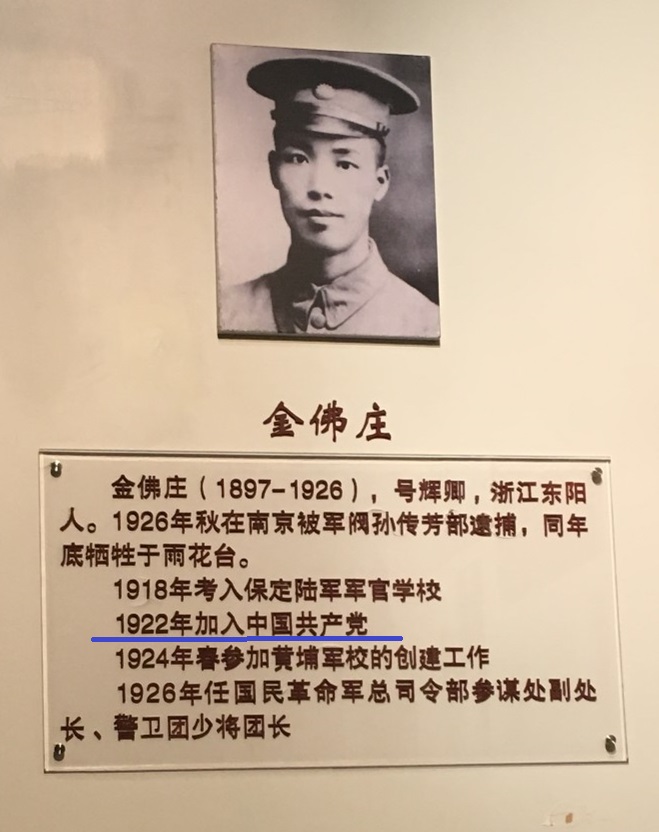 金佛庄
金佛庄（1897-1926），号辉卿，浙江东阳
人。1926年秋在南京被军阀孙传芳部逮捕，同年
底牺牲于雨花台。
1918年考入保定陆军军官学校
1922年加入中国共产党
1924年春参加黄埔军校的创建工作
1926年任国民革命军总司令部参谋处副处
长、警卫团少将团长